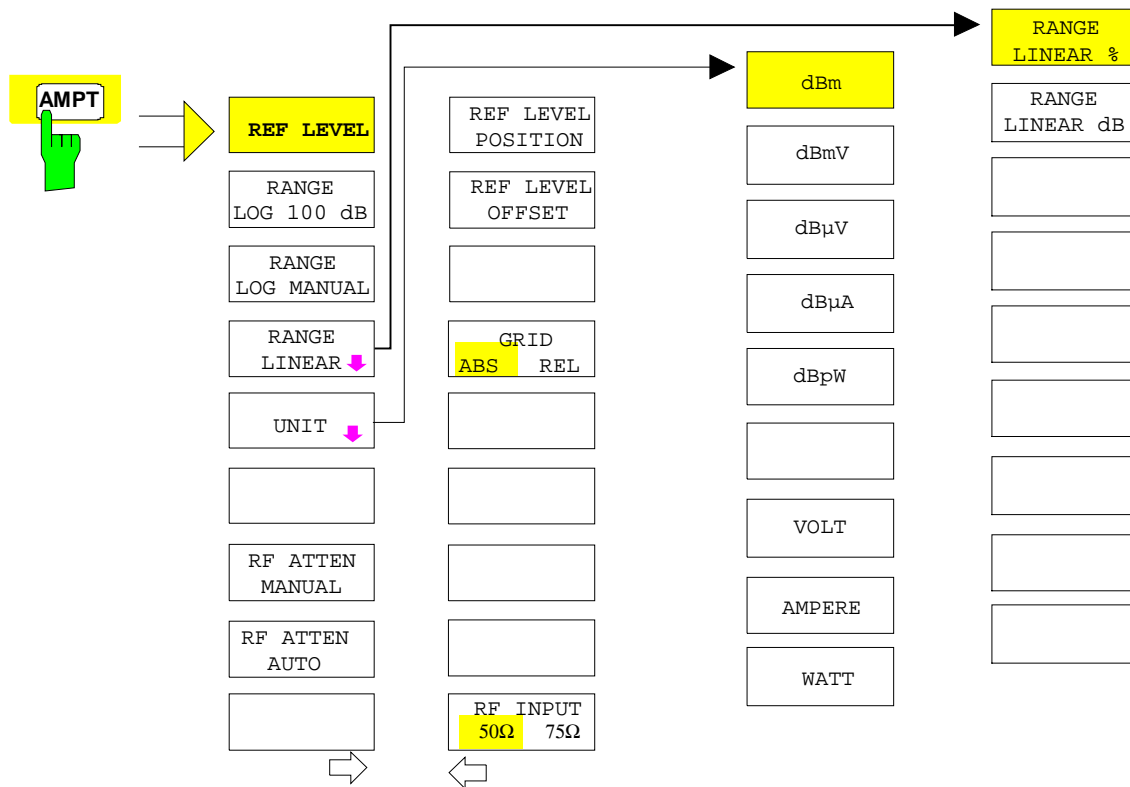 AMPT
REF LEVEL
RANGE
LOG 100 dB
RANGE
LOG MANUAL
RANGE
LINEAR
UNIT
RF ATTEN
MANUAL
RF ATTEN
AUTO
REF LEVEL
POSITION
REF LEVEL
OFFSET
GRID
ABS REL
RF INPUT
50Ω 75Ω
dBm
dBmV
dBµV
dBµA
dBpW
VOLT
AMPERE
WATT
RANGE
LINEAR %
RANGE
LINEAR dB